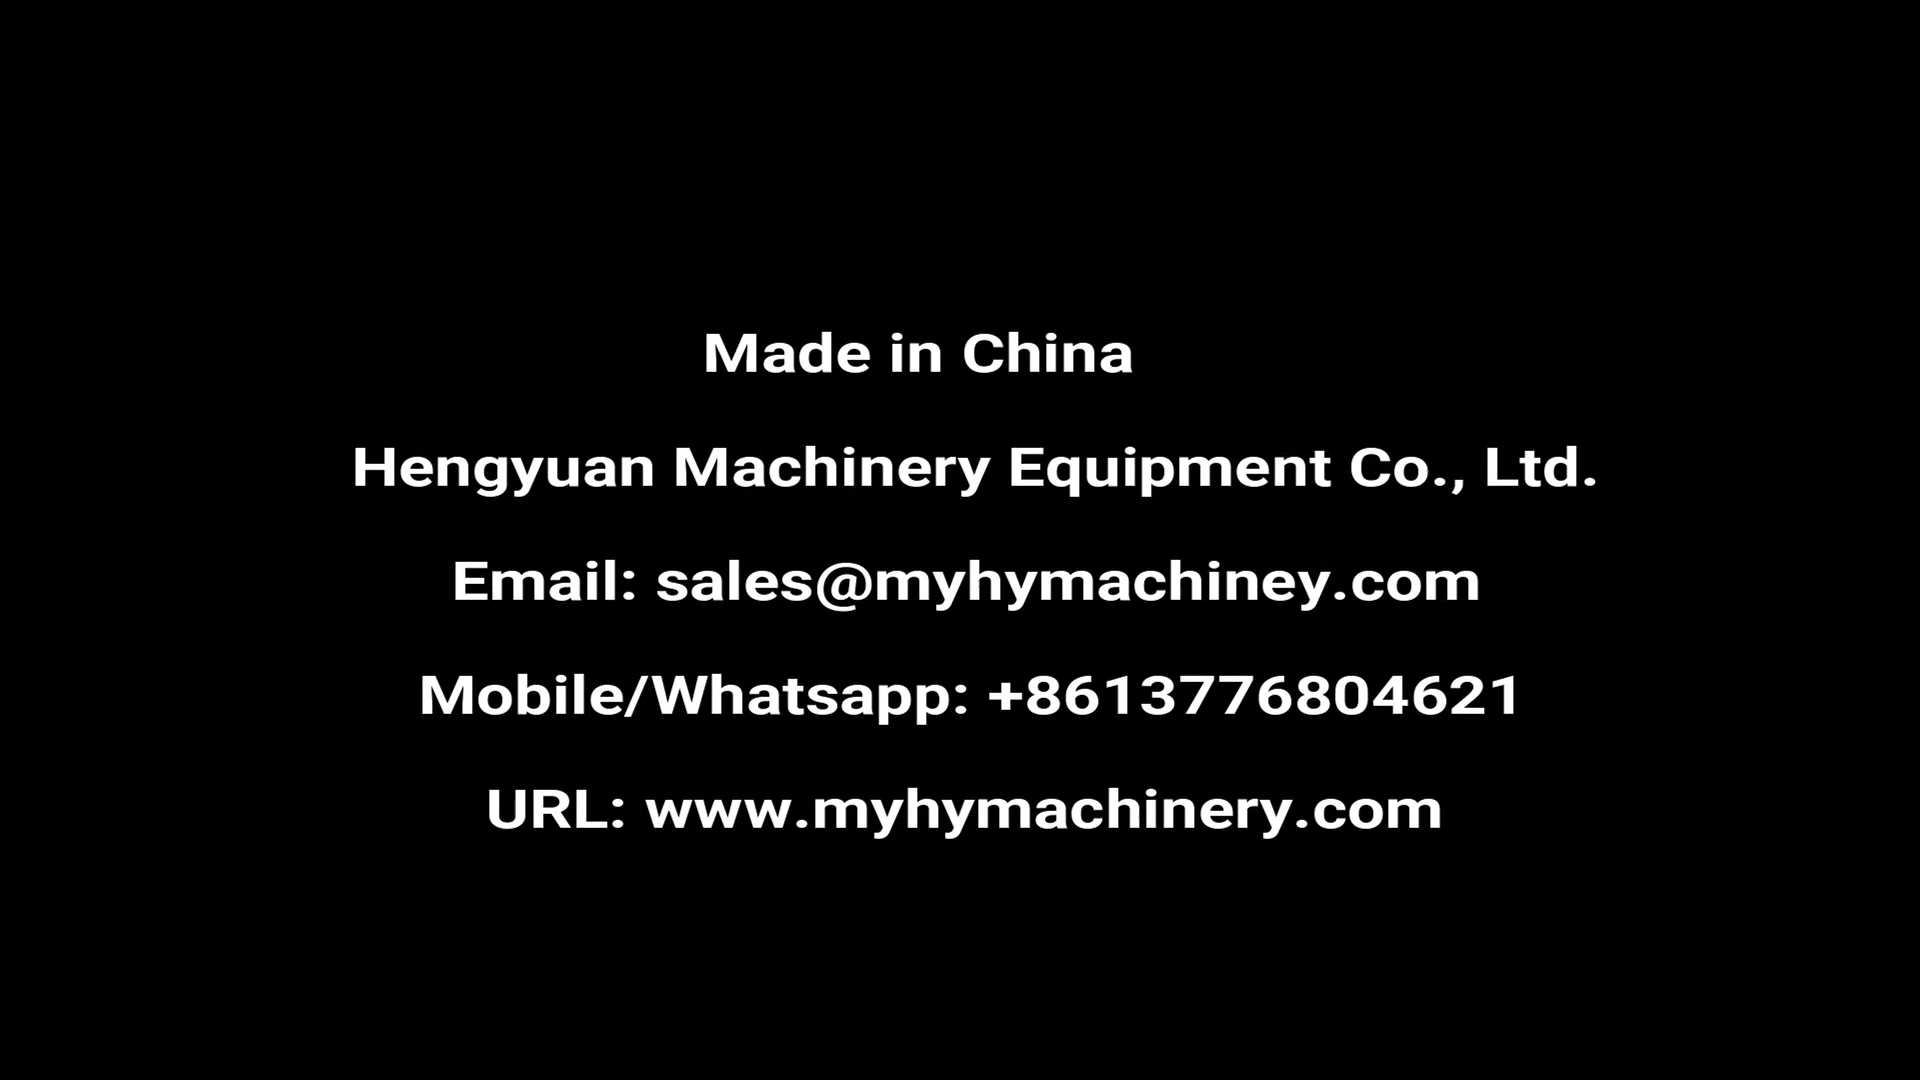 Made in China
Hengyuan Machinery Equipment Co., Ltd.
Email: sales@myhymachiney.com
Mobile/Whatsapp: +8613776804621
URL: www.myhymachinery.com